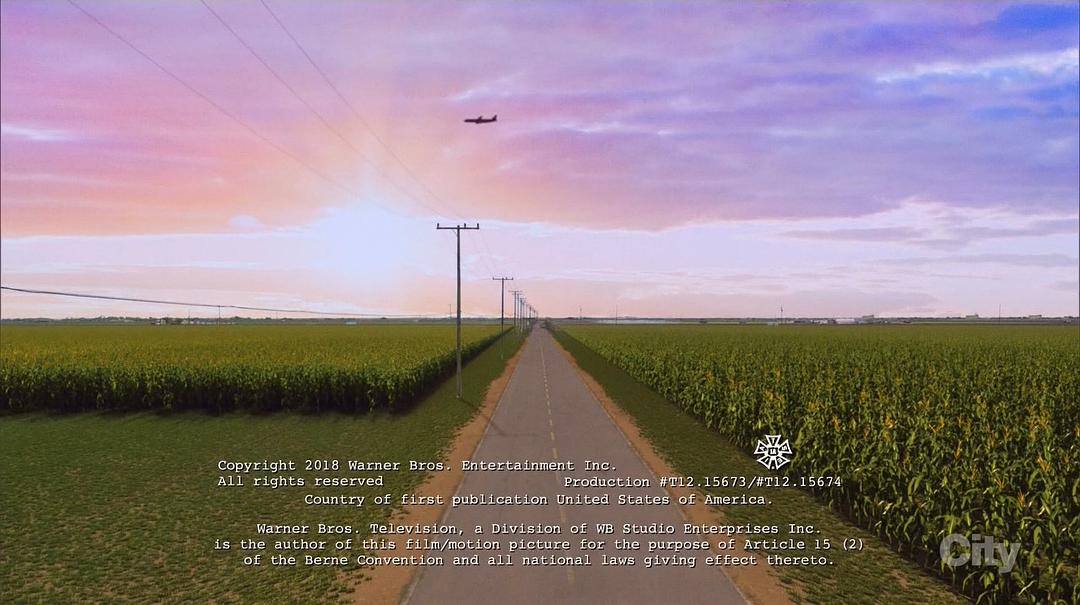 Copyright 2018 Warner Bros. Entertainment Inc.
All rights reserved Production #T12.15673/#T12.15674
Country of first publication United States of America.
Warner Bros. Television, a Division of WB Studio Enterprises Inc.
is the author of this film/motion picture for the purpose of Article 15 (2)
of the Berne Convention and all national laws giving effect thereto.
City